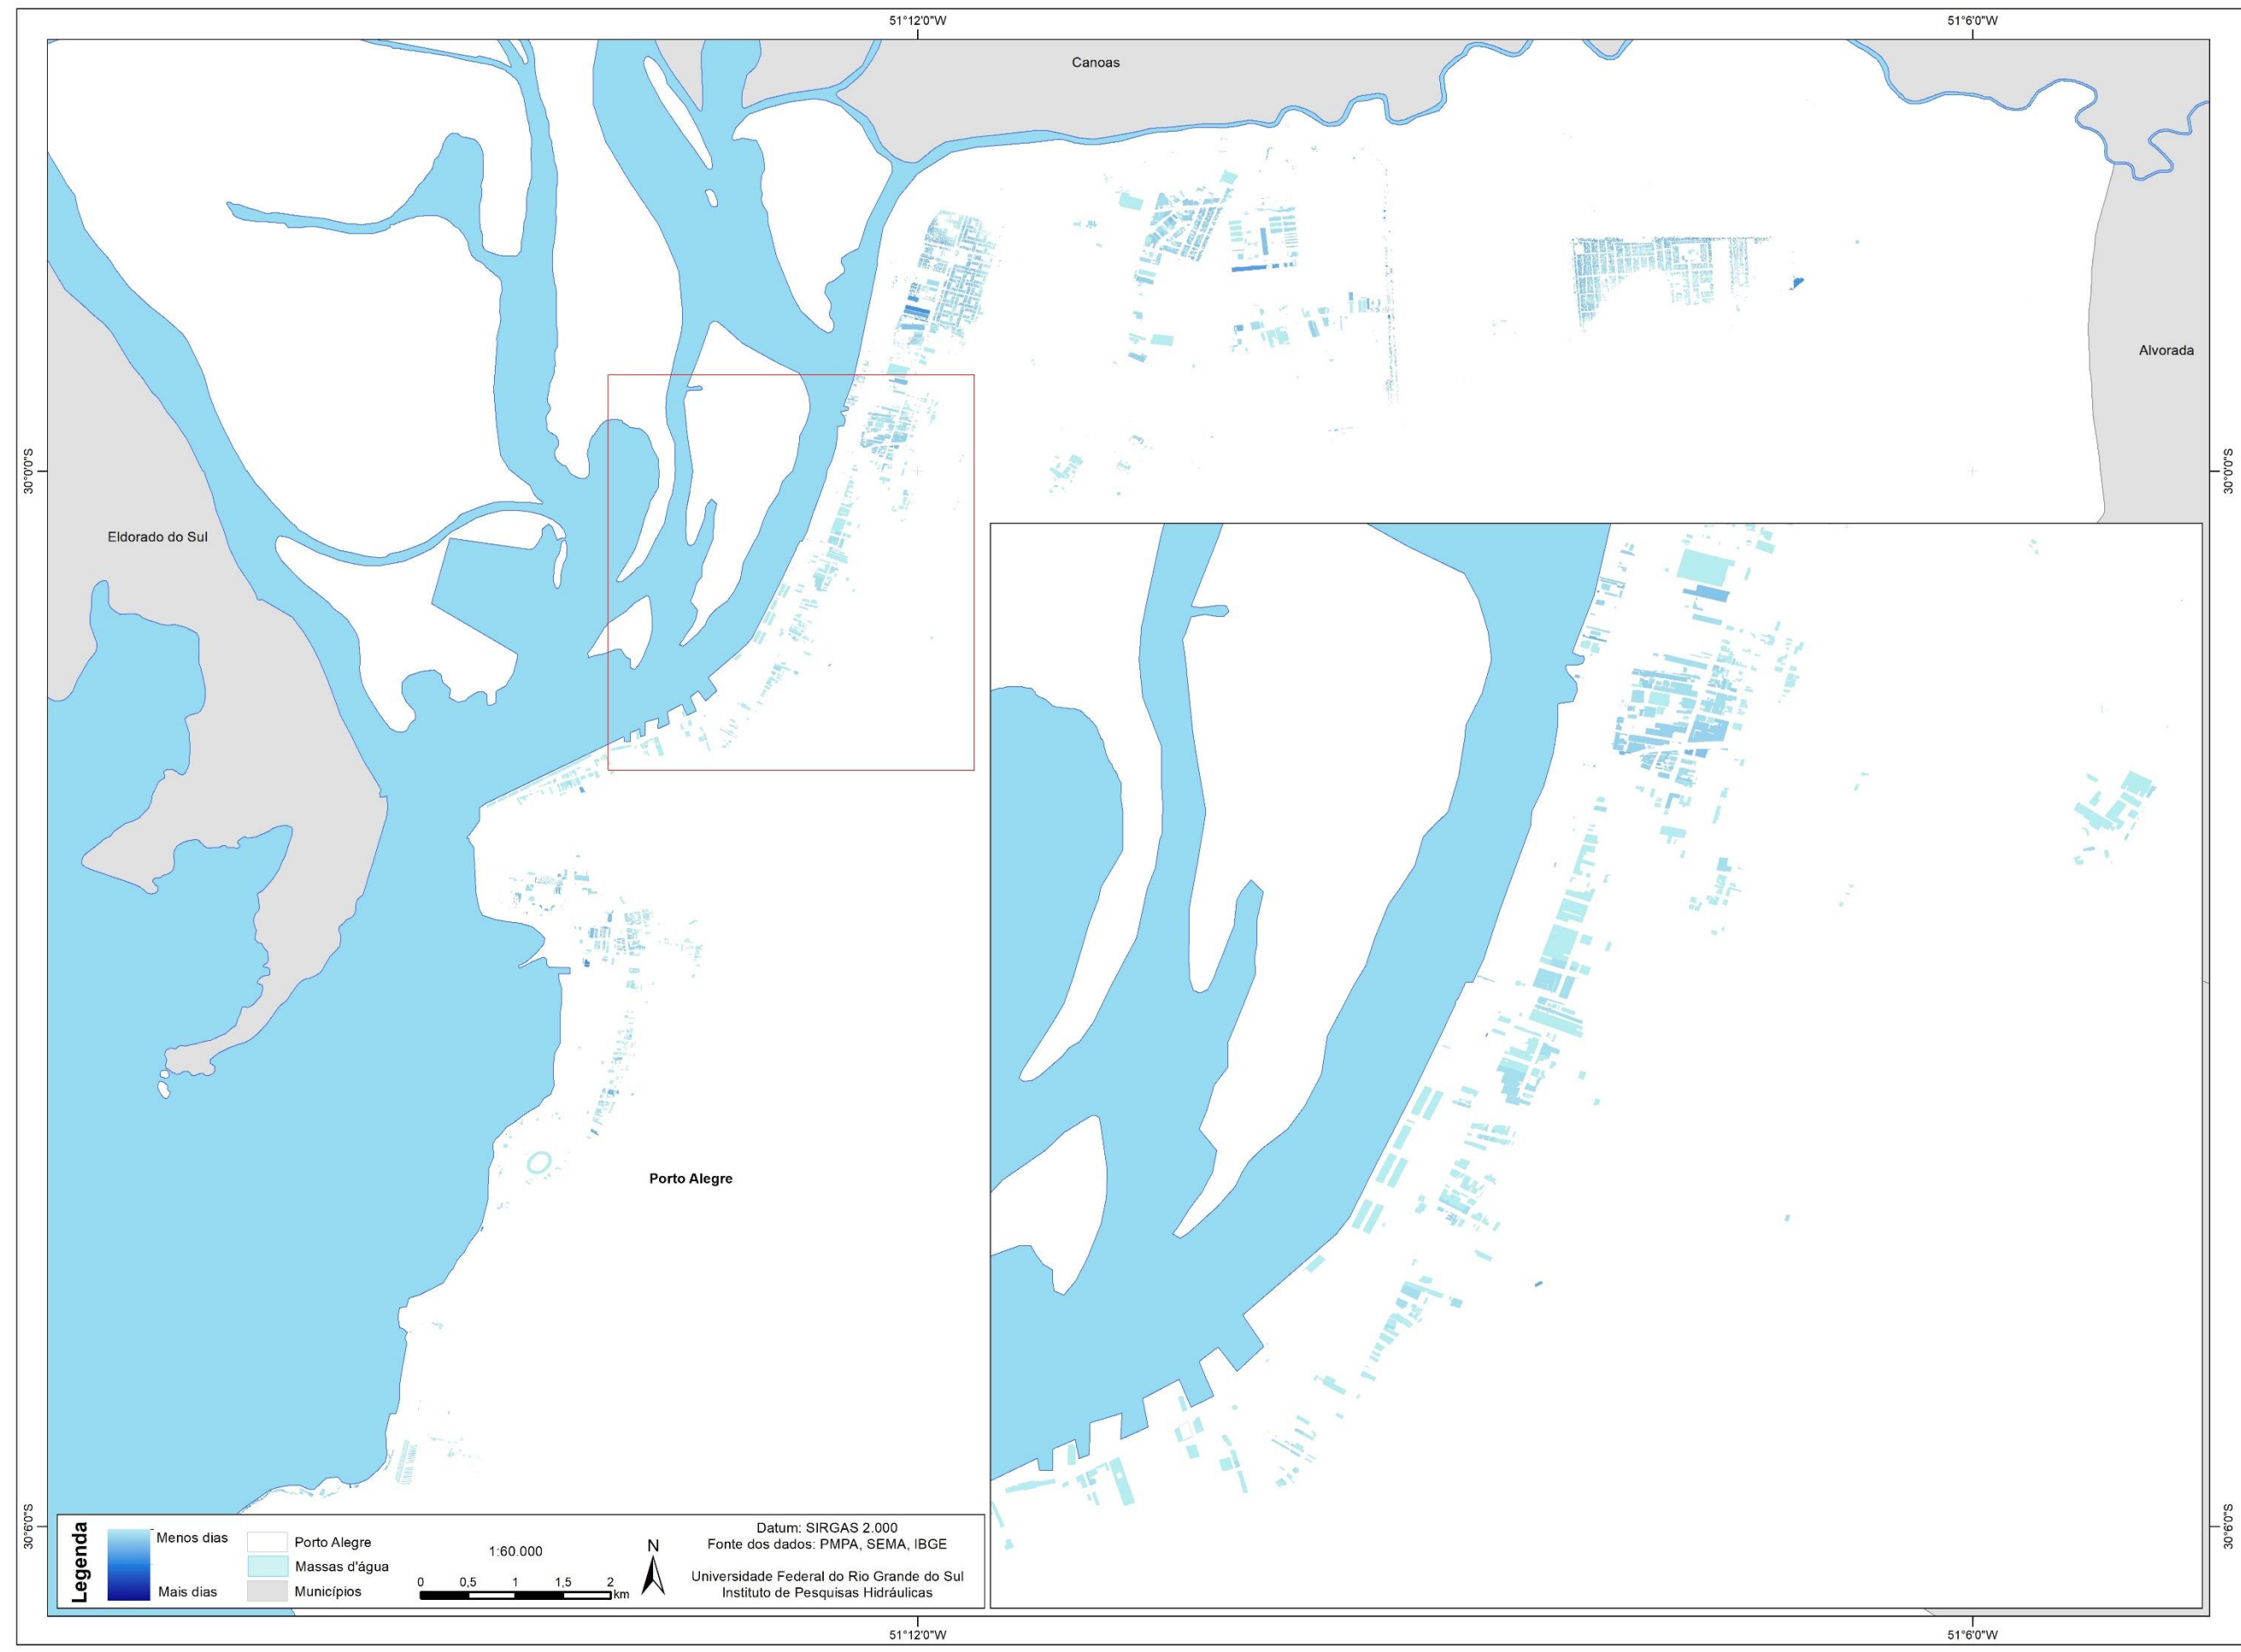 51°12'0"W
51°6'0"W
Canoas
Alvorada
30°0'0"S
30°0'0"S
Eldorado do Sul
Porto Alegre
30°6'0"S
30°6'0"S
Legenda
Menos dias
Mais dias
Porto Alegre
Massas d'água
Municípios
1:60.000
0 0,5 1 1,5 2
km
N
Datum: SIRGAS 2.000
Fonte dos dados: PMPA, SEMA, IBGE
Universidade Federal do Rio Grande do Sul
Instituto de Pesquisas Hidráulicas
51°12'0"W
51°6'0"W